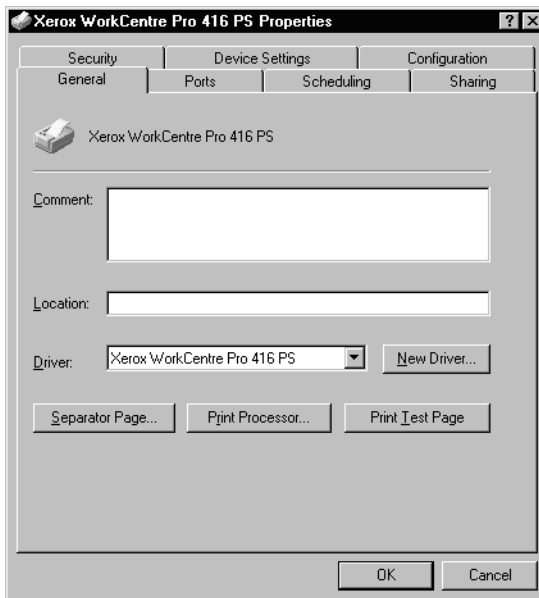 Xerox WorkCentre Pro 416 PS Properties
Security Device Settings Configuration
General Ports Scheduling Sharing
Xerox WorkCentre Pro 416 PS
Comment:
Location:
Driver: Xerox WorkCentre Pro 416 PS New Driver...
Separator Page... Print Processor... Print Test Page
OK Cancel